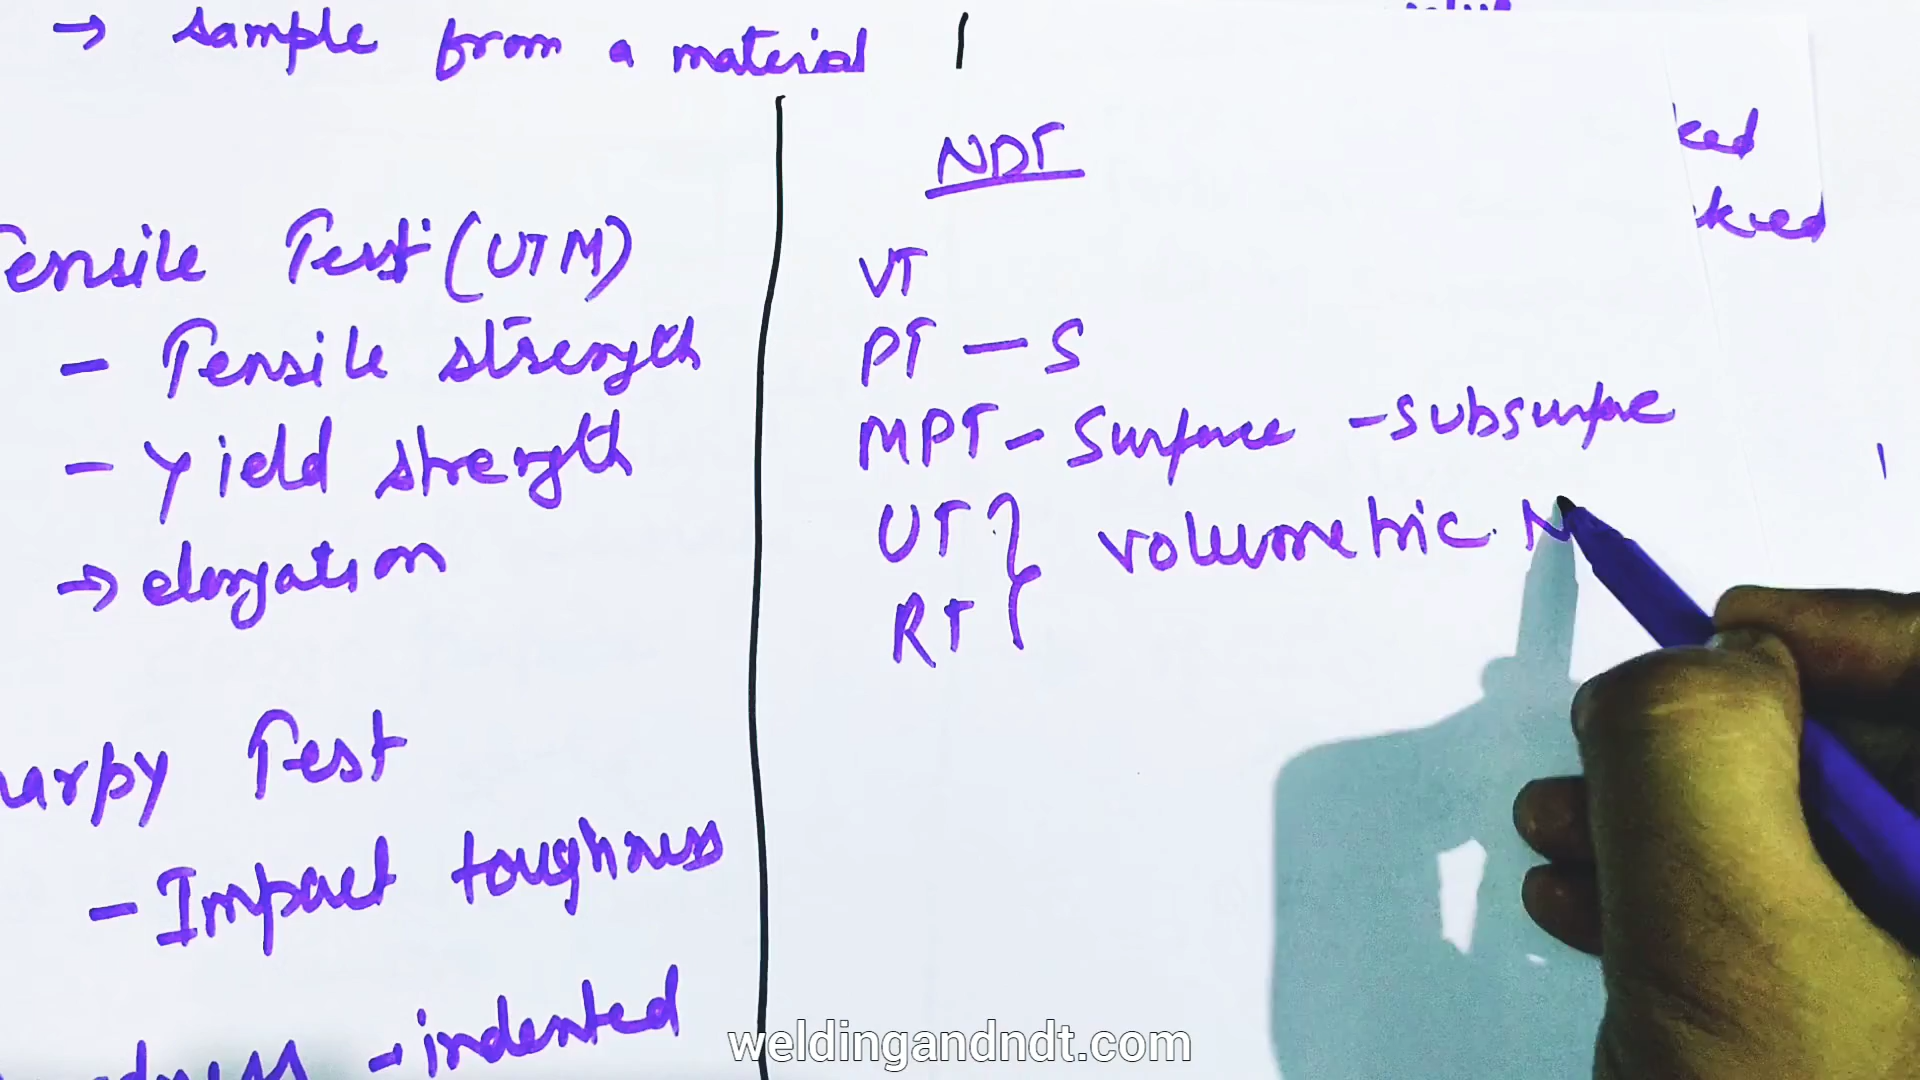 → Sample from a material
NDT
Tensile Test (UTM)
- Tensile strength
- Yield strength
→ elongation
Test
- Impact toughness
- indented
VT
PT - S
MPT - Surface - Subsurface
UT
RT
volumetric N
weldingandndt.com